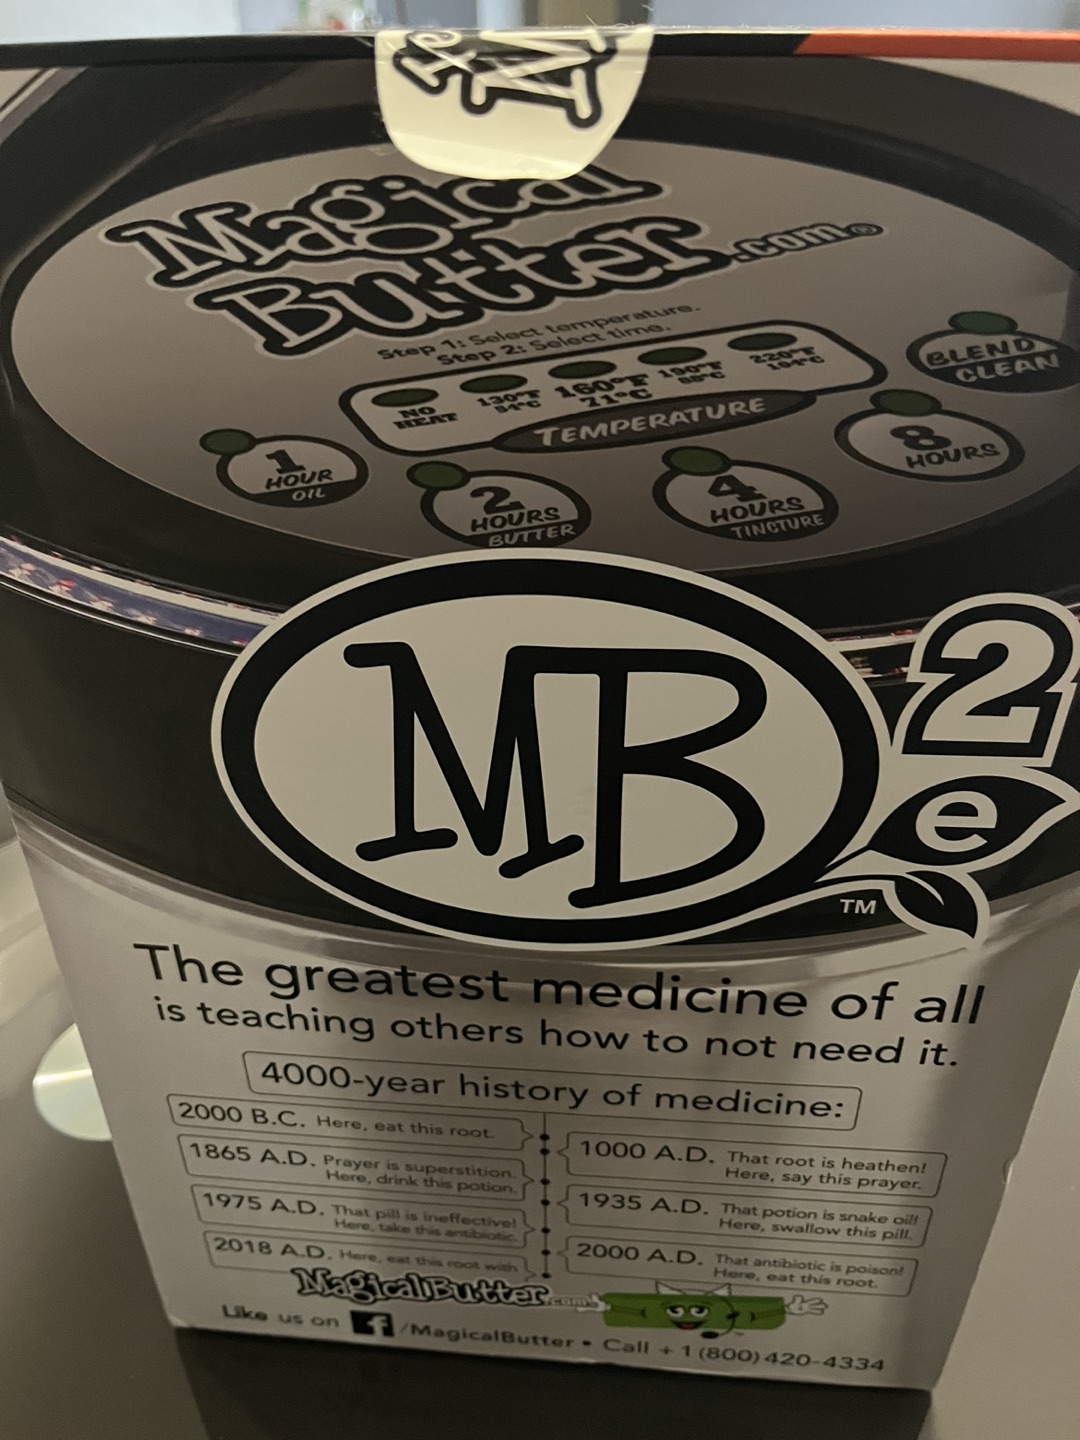 Magical
Butter.com®
Step 1: Select temperature.
Step 2: Select time.
NO HEAT
130°F 54°C
160°F 71°C
190°F 88°C
220°F 104°C
TEMPERATURE
BLEND
CLEAN
1
HOUR
OIL
2
HOURS
BUTTER
4
HOURS
TINCTURE
8
HOURS
MB
2
e
TM
The greatest medicine of all
is teaching others how to not need it.
4000-year history of medicine:
2000 B.C. Here, eat this root.
1000 A.D. That root is heathen!
Here, say this prayer.
1865 A.D. Prayer is superstition.
Here, drink this potion.
1935 A.D. That potion is snake oil!
Here, swallow this pill.
1975 A.D. That pill is ineffective!
Here, take this antibiotic.
2000 A.D. That antibiotic is poison!
Here, eat this root.
2018 A.D. Here, eat this root with
MagicalButter.com
Like us on f/MagicalButter • Call + 1 (800) 420-4334